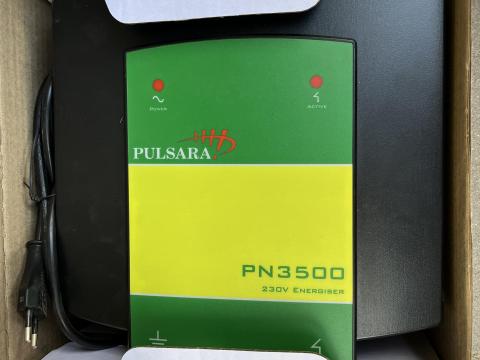 POWER
ACTIVE
PULSARA
PN3500
230V ENERGISER